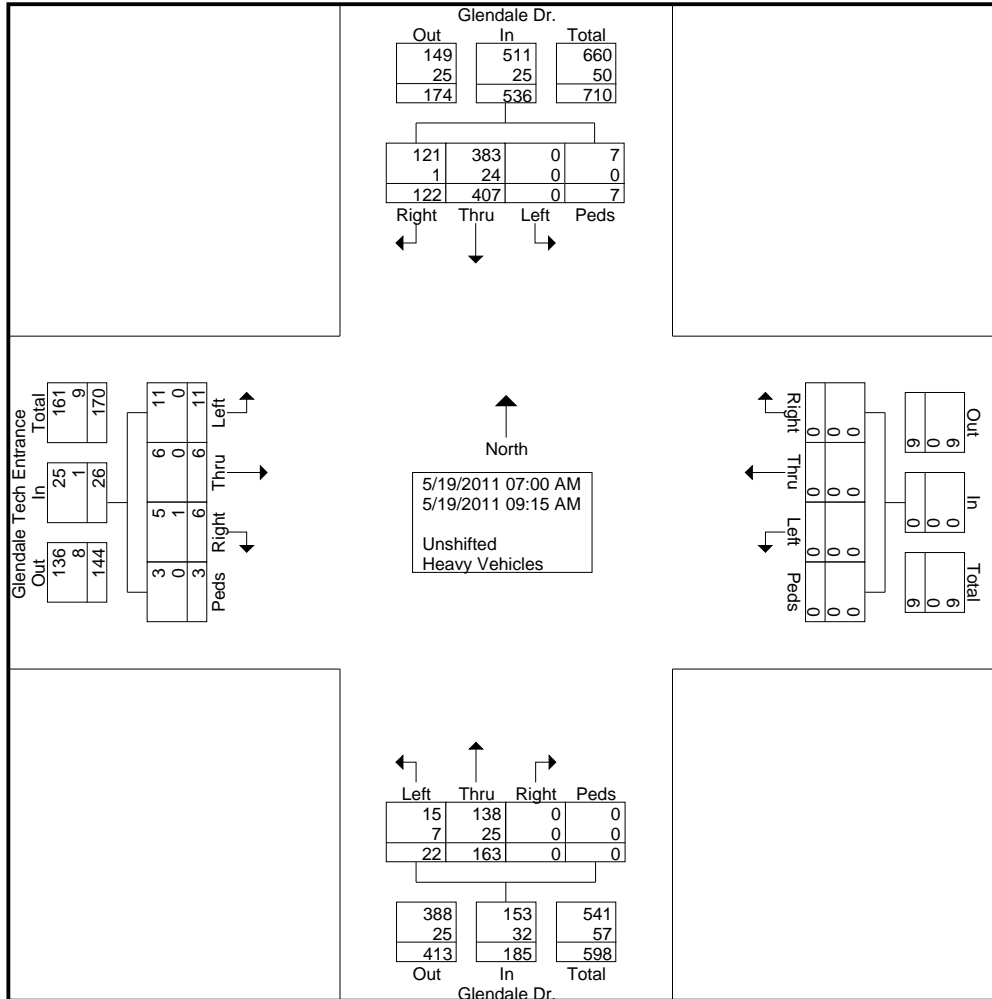 Glendale Dr.
Out In Total
149 511 660
25 25 50
174 536 710
121 383 0 7
1 24 0 0
122 407 0 7
Right Thru Left Peds
Glendale Tech Entrance
Total In Out
161 25 136
9 1 8
170 26 144
11 6 5 3
0 0 1 0
11 6 6 3
Left Thru Right Peds
North
5/19/2011 07:00 AM
5/19/2011 09:15 AM
Unshifted
Heavy Vehicles
Right Thru Left Peds
0 0 0 0
0 0 0 0
0 0 0 0
Out In Total
6 0 6
0 0 0
6 0 6
Left Thru Right Peds
15 138 0 0
7 25 0 0
22 163 0 0
388 153 541
25 32 57
413 185 598
Out In Total
Glendale Dr.